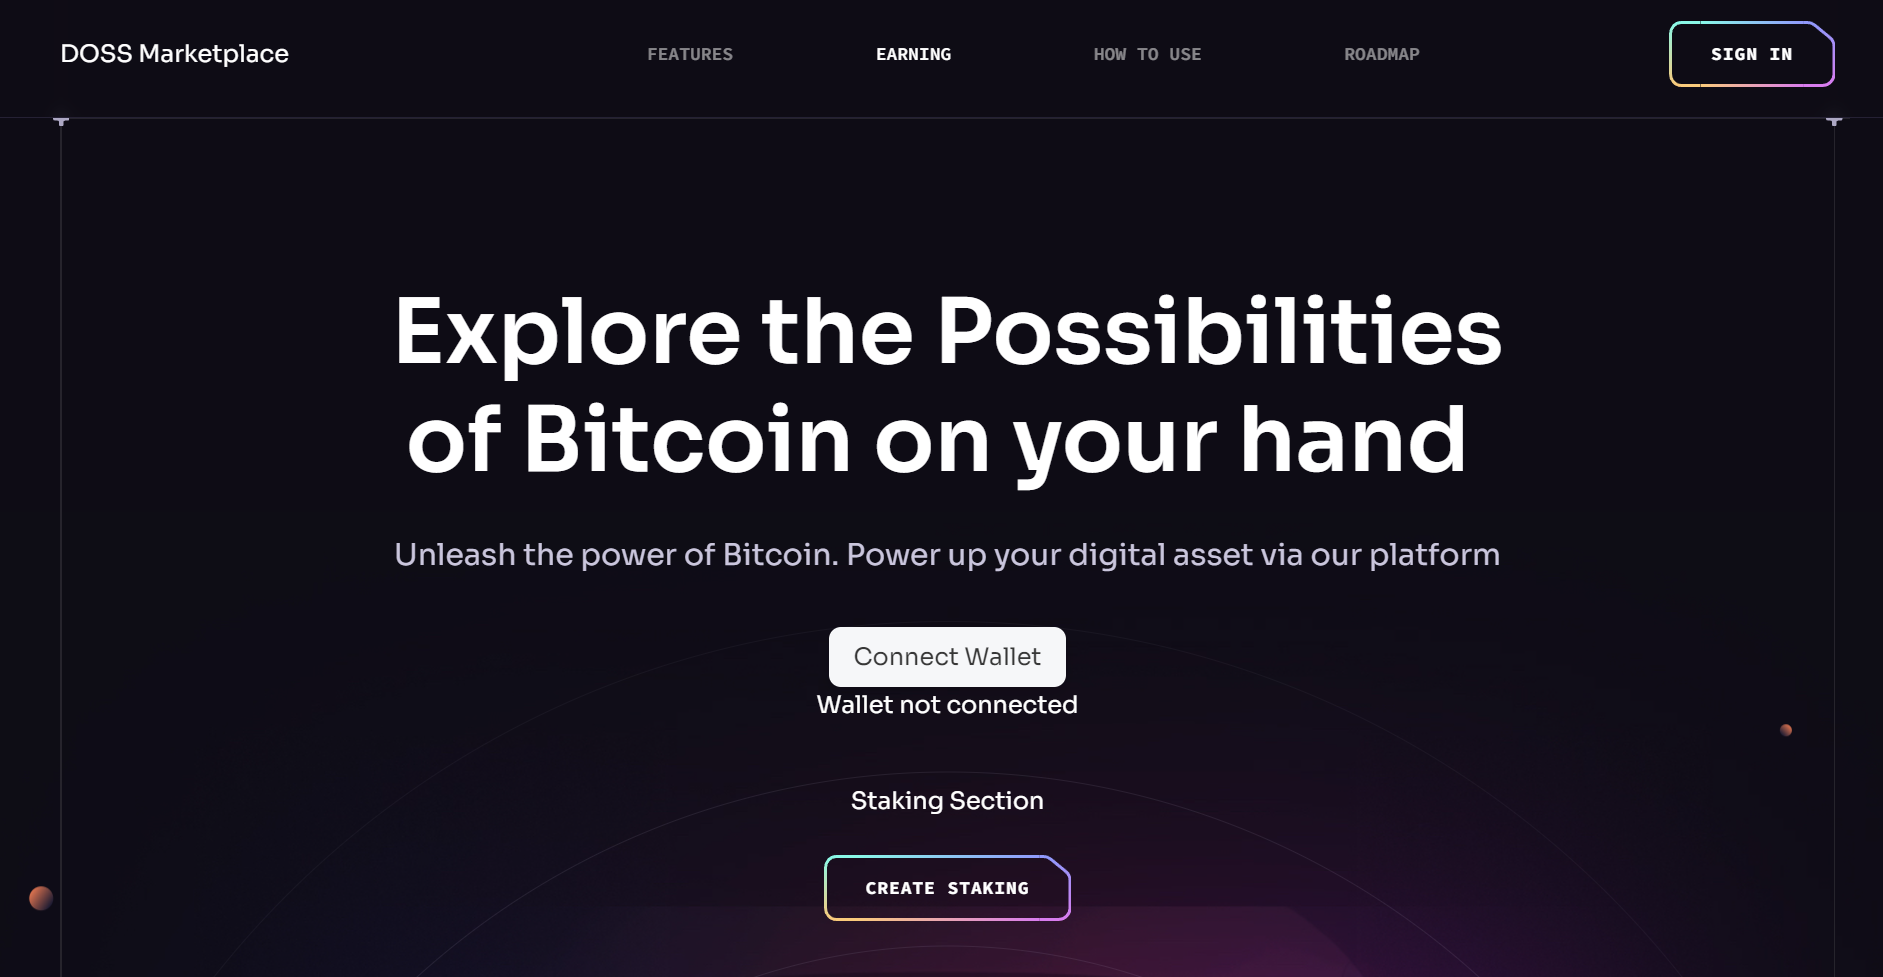 DOSS Marketplace
FEATURES
EARNING
HOW TO USE
ROADMAP
SIGN IN
Explore the Possibilities
of Bitcoin on your hand
Unleash the power of Bitcoin. Power up your digital asset via our platform
Connect Wallet
Wallet not connected
Staking Section
CREATE STAKING